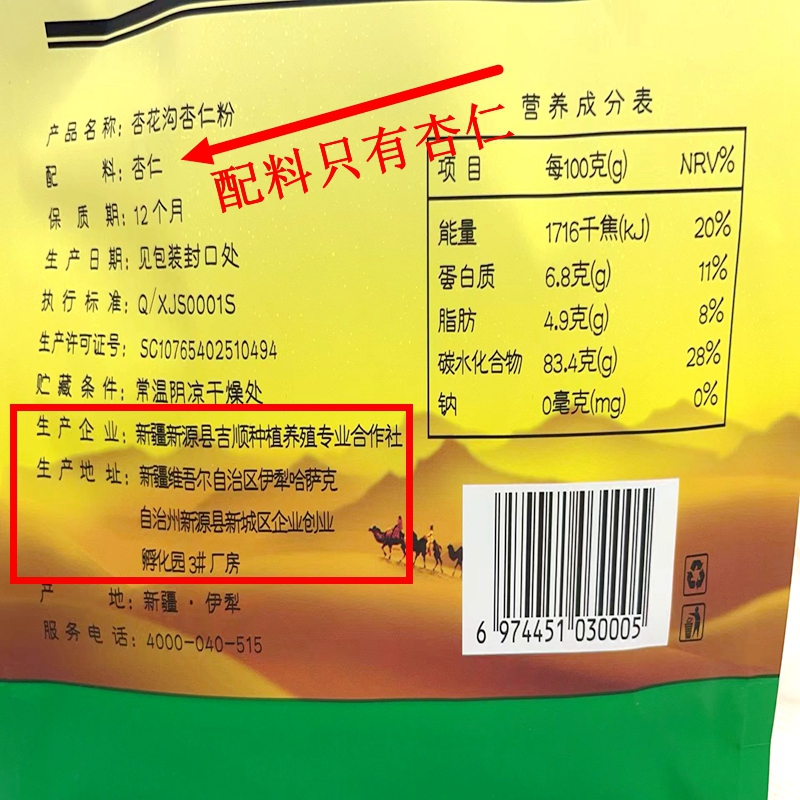 产品名称：杏花沟杏仁粉
配料：杏仁
配料只有杏仁
保质期：12个月
生产日期：见包装封口处
执行标准：Q/XJS0001S
生产许可证号：SC10765402510494
贮藏条件：常温阴凉干燥处
生产企业：新疆新源县吉顺种植养殖专业合作社
生产地址：新疆维吾尔自治区伊犁哈萨克
自治州新源县新城区企业创业
孵化园3#厂房
产地：新疆·伊犁
服务电话：4000-040-515
营养成分表
项目 每100克(g) NRV%
能量 1716千焦(kJ) 20%
蛋白质 6.8克(g) 11%
脂肪 4.9克(g) 8%
碳水化合物 83.4克(g) 28%
钠 0毫克(mg) 0%
6 974451 030005